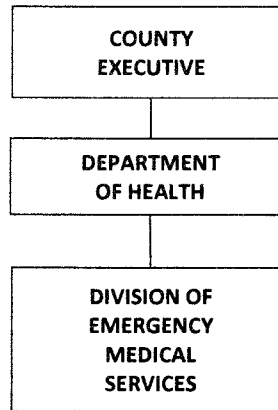 COUNTY
EXECUTIVE
DEPARTMENT
OF HEALTH
DIVISION OF
EMERGENCY
MEDICAL
SERVICES